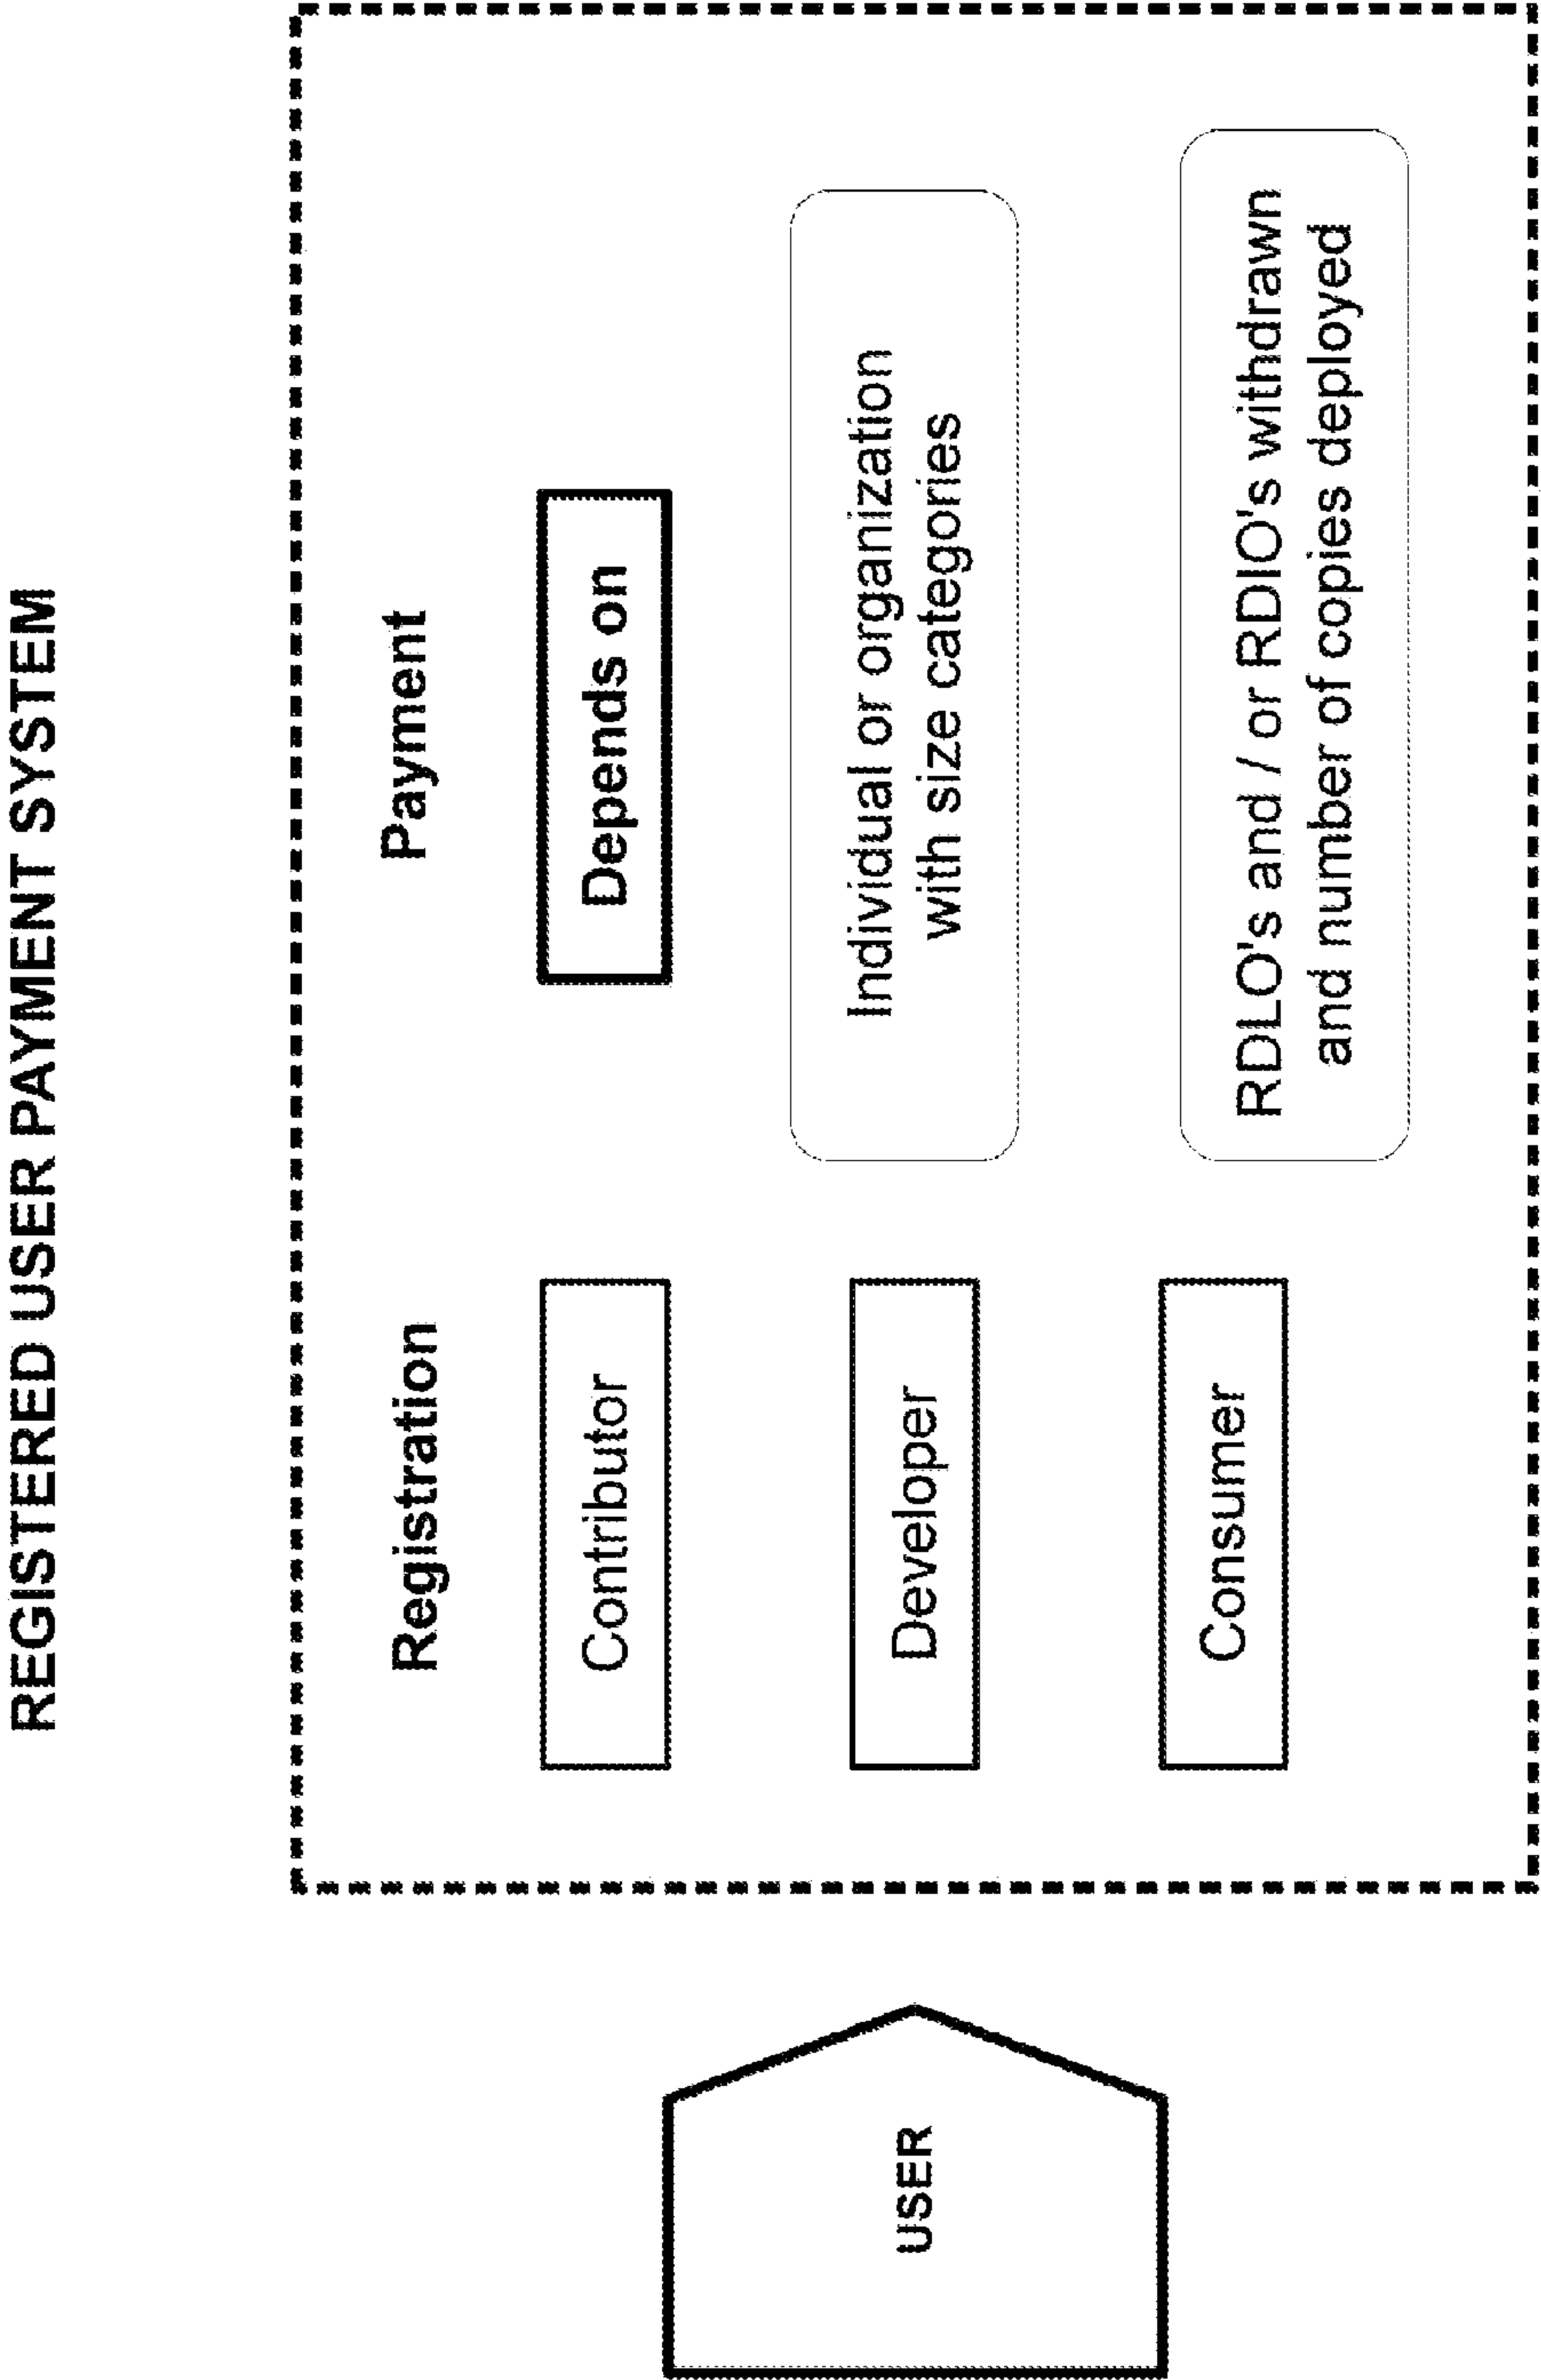 REGISTERED USER PAYMENT SYSTEM
USER
Registration
Contributor
Developer
Consumer
Payment
Depends on
Individual or organization
with size categories
RDLO's and / or RDIO's withdrawn
and number of copies deployed